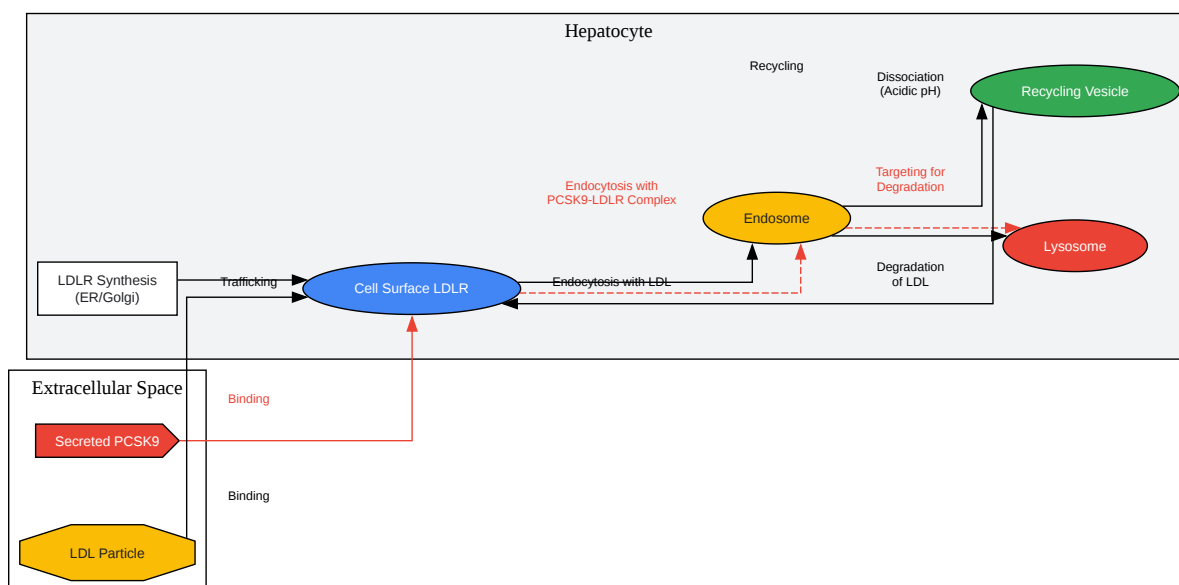 Hepatocyte
Recycling
Dissociation
(Acidic pH)
Recycling Vesicle
Endocytosis with
PCSK9-LDLR Complex
Targeting for
Degradation
Endosome
Lysosome
LDLR Synthesis
(ER/Golgi)
Trafficking
Cell Surface LDLR
Endocytosis with LDL
Degradation
of LDL
Extracellular Space
Binding
Secreted PCSK9
Binding
LDL Particle